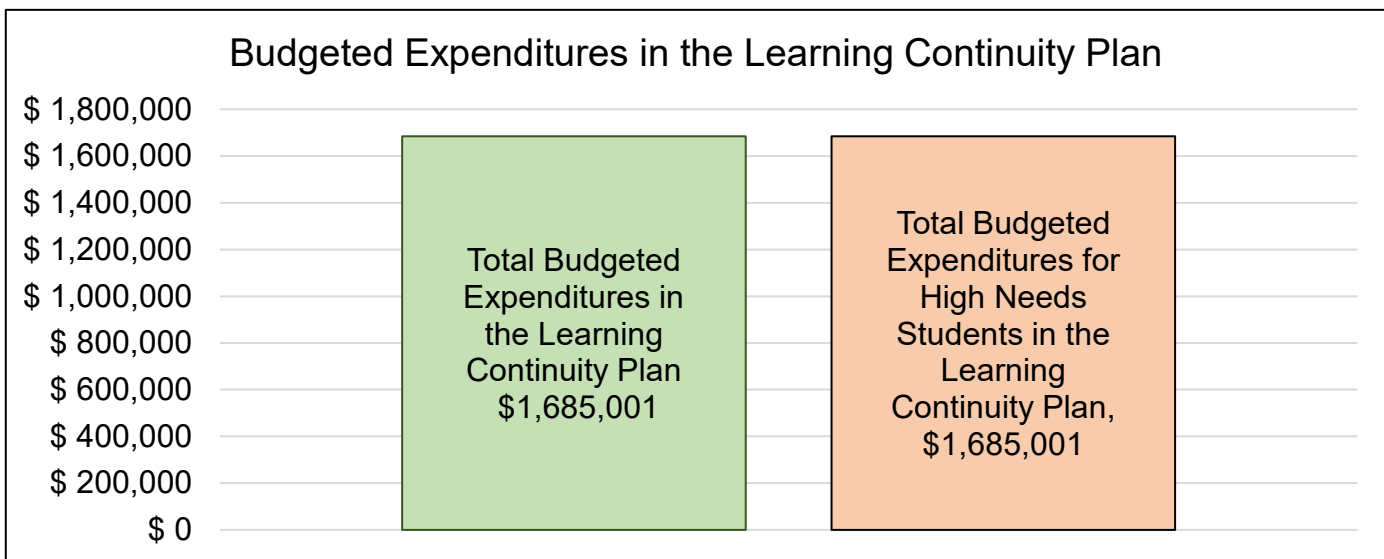 Budgeted Expenditures in the Learning Continuity Plan
$ 1,800,000
$ 1,600,000
$ 1,400,000
$ 1,200,000
$ 1,000,000
$ 800,000
$ 600,000
$ 400,000
$ 200,000
$ 0
Total Budgeted
Expenditures in
the Learning
Continuity Plan
$1,685,001
Total Budgeted
Expenditures for
High Needs
Students in the
Learning
Continuity Plan,
$1,685,001